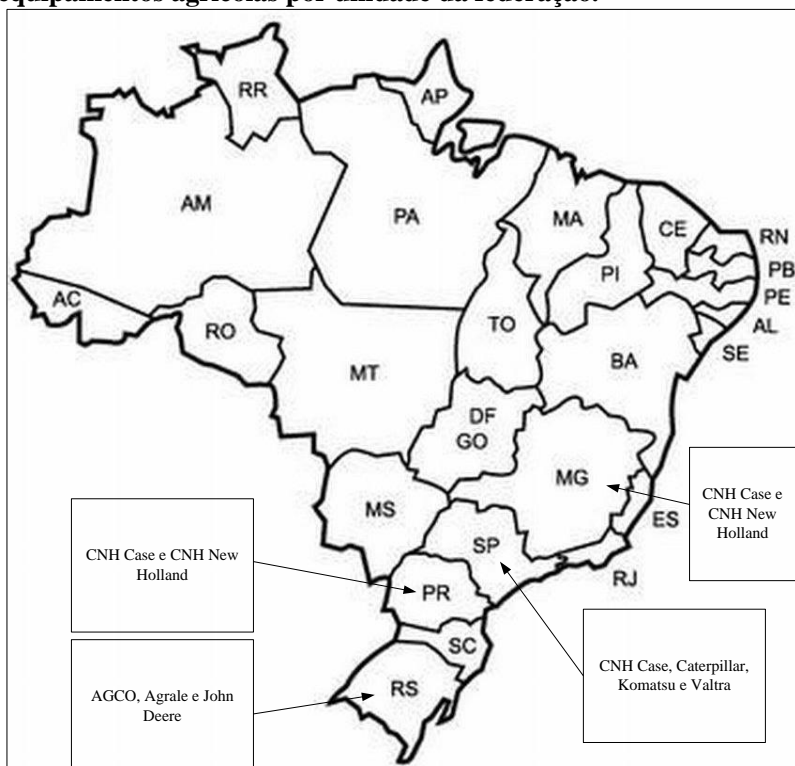 equipamentos agrícolas por unidade da federação.
RR
AP
AM
PA
MA
CE
RN
PB
PI
PE
AC
AL
RO
TO
SE
MT
BA
DF
GO
MG
CNH Case e
CNH New
Holland
MS
ES
SP
CNH Case e CNH New
Holland
RJ
PR
SC
CNH Case, Caterpillar,
Komatsu e Valtra
RS
AGCO, Agrale e John
Deere